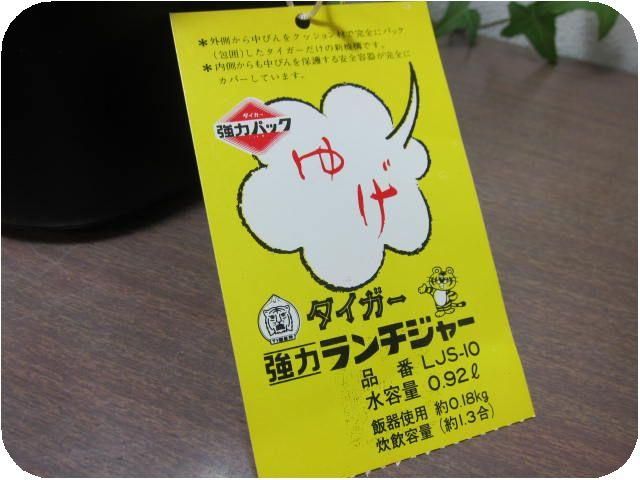 ＊外側から中びんをクッション材で完全にパック
(包囲)したタイガーだけの新機構です。
＊内側からも中びんを保護する安全容器が完全に
カバーしています。
タイガー
強力パック
ゆげ
タイガー
強力ランチジャー
品 番 LJS-10
水容量 0.92ℓ
飯器使用 約0.18kg
炊飯容量 (約1.3合)